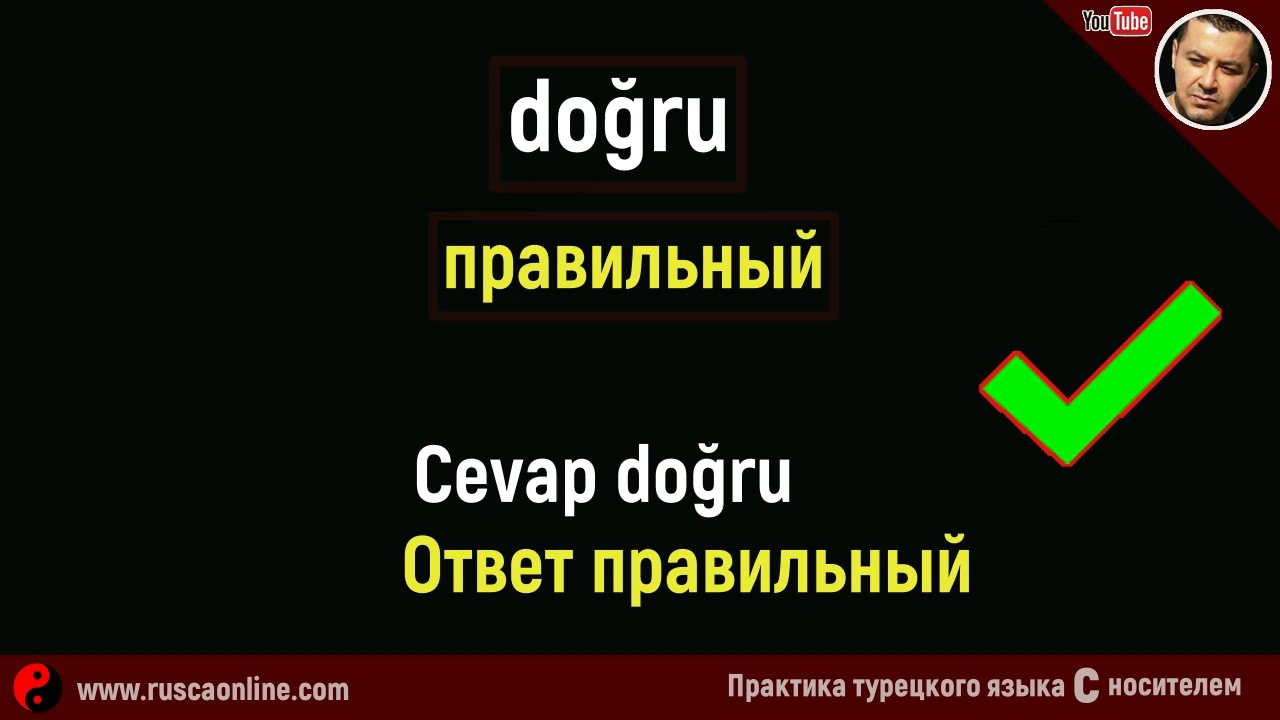 YouTube
doğru
правильный
Cevap doğru
Ответ правильный
www.ruscaonline.com
Практика турецкого языка С носителем